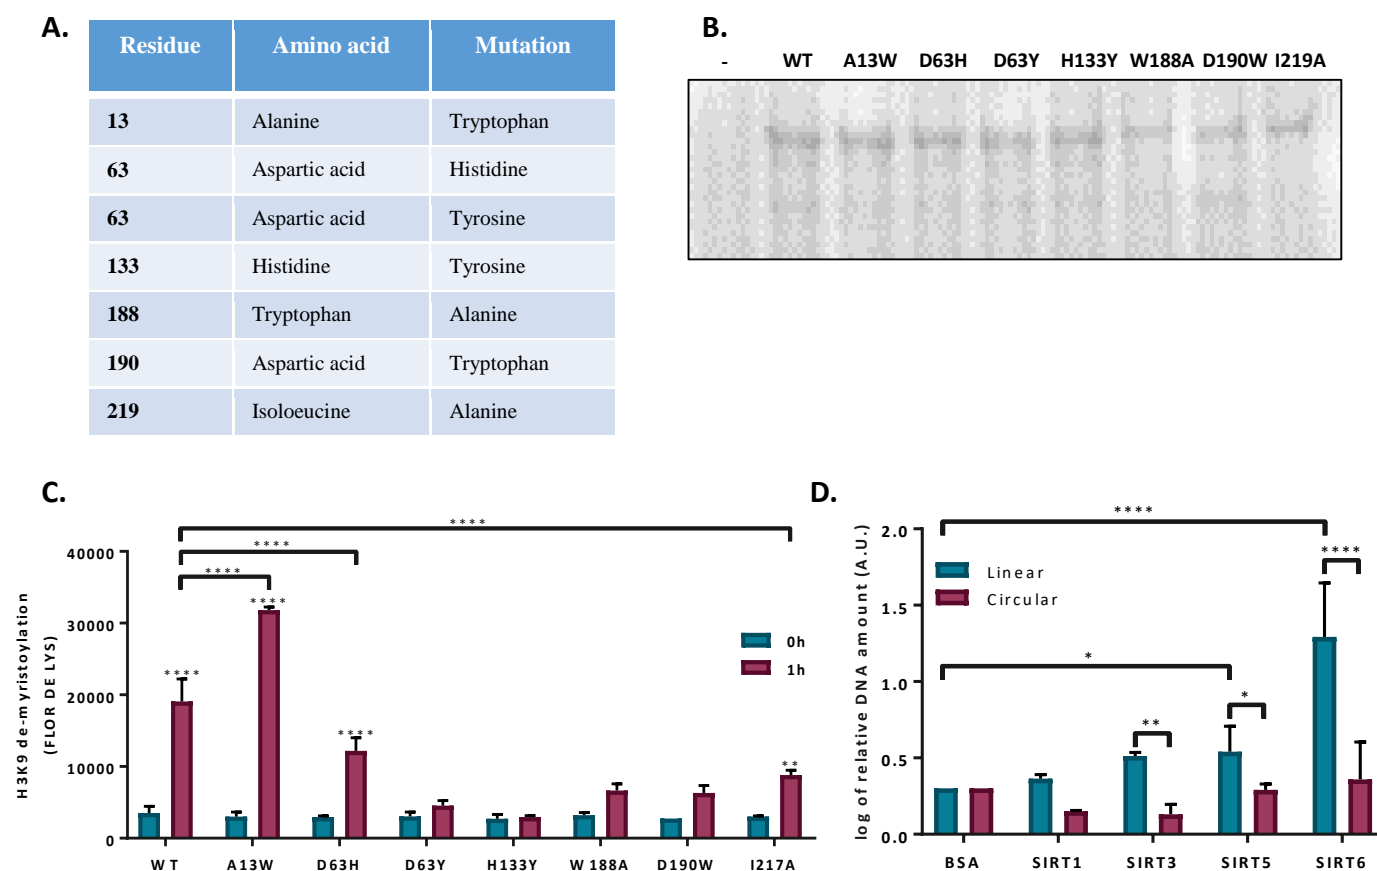 A.
Residue Amino acid Mutation
13 Alanine Tryptophan
63 Aspartic acid Histidine
63 Aspartic acid Tyrosine
133 Histidine Tyrosine
188 Tryptophan Alanine
190 Aspartic acid Tryptophan
219 Isoloeucine Alanine
B.
- WT A13W D63H D63Y H133Y W188A D190W I219A
C.
H3K9 de-myristoylation
(FLOR DE LYS)
40000
30000
20000
10000
0
****
****
****
****
****
****
**
0h
1h
WT A13W D63H D63Y H133Y W188A D190W I217A
D.
log of relative DNA amount (A.U.)
2.0
1.5
1.0
0.5
0.0
****
****
*
**
*
Linear
Circular
BSA SIRT1 SIRT3 SIRT5 SIRT6